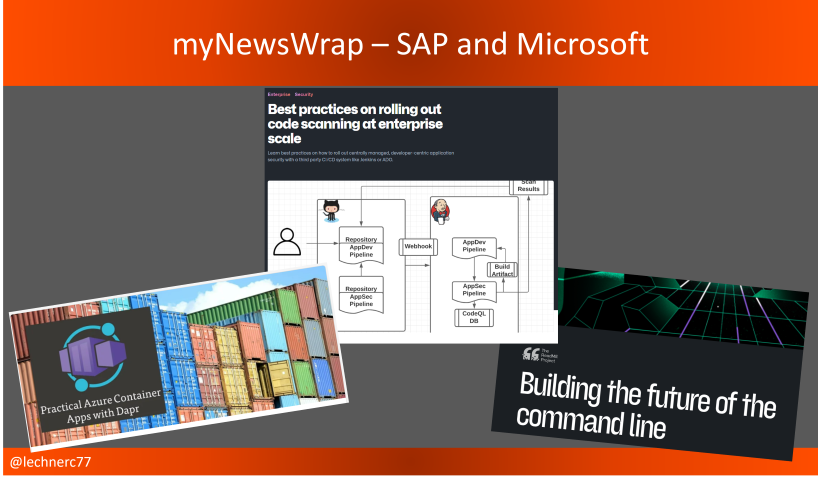 myNewsWrap – SAP and Microsoft
Enterprise Security
Best practices on rolling out
code scanning at enterprise
scale
Learn best practices on how to roll out centrally managed, developer-centric application
security with a third party CI/CD system like Jenkins or ADO.
Scan
Results
Repository
AppDev
Pipeline
Webhook
AppDev
Pipeline
Build
Artifact
Repository
AppSec
Pipeline
AppSec
Pipeline
CodeQL
DB
Practical Azure Container
Apps with Dapr
The
ReadME
Project
Building the future of the
command line
@lechnerc77